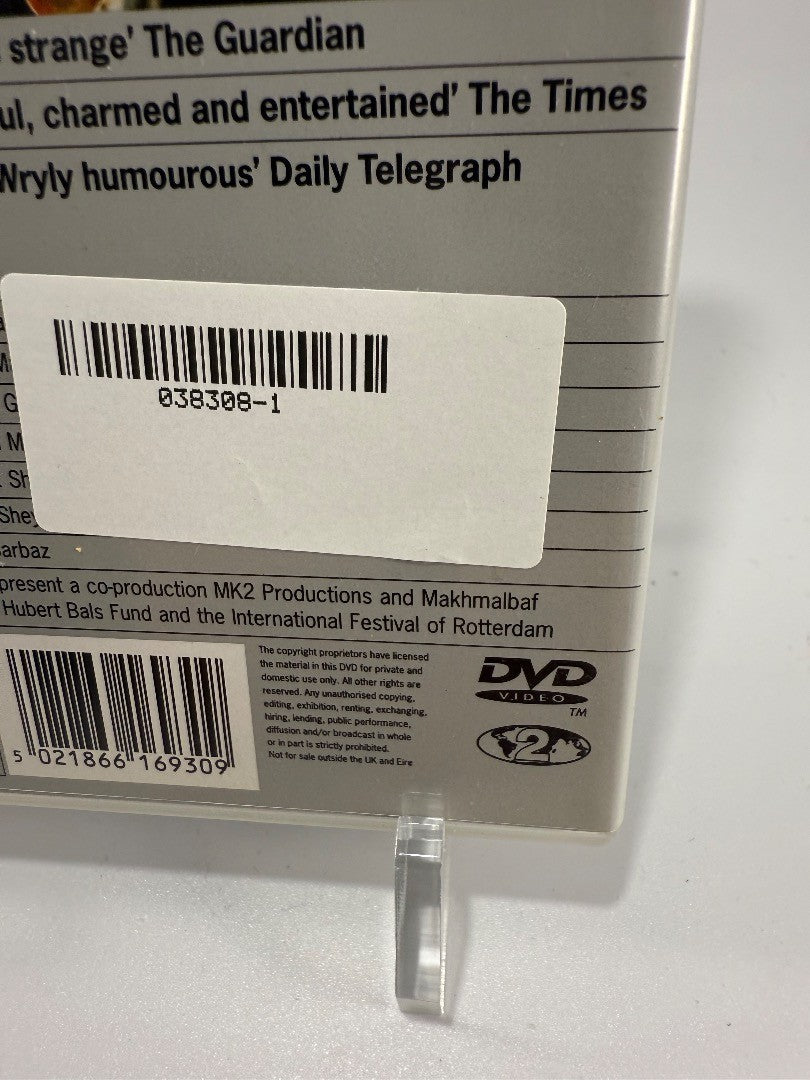 strange’ The Guardian
ul, charmed and entertained’ The Times
Wryly humourous’ Daily Telegraph
038308-1
G
M
Sh
Shey
arbaz
present a co-production MK2 Productions and Makhmalbaf
Hubert Bals Fund and the International Festival of Rotterdam
5 021866 169309
The copyright proprietors have licensed
the material in this DVD for private and
domestic use only. All other rights are
reserved. Any unauthorised copying,
editing, exhibition, renting, exchanging,
hiring, lending, public performance,
diffusion and/or broadcast in whole
or in part is strictly prohibited.
Not for sale outside the UK and Eire
DVD
VIDEO
TM
2